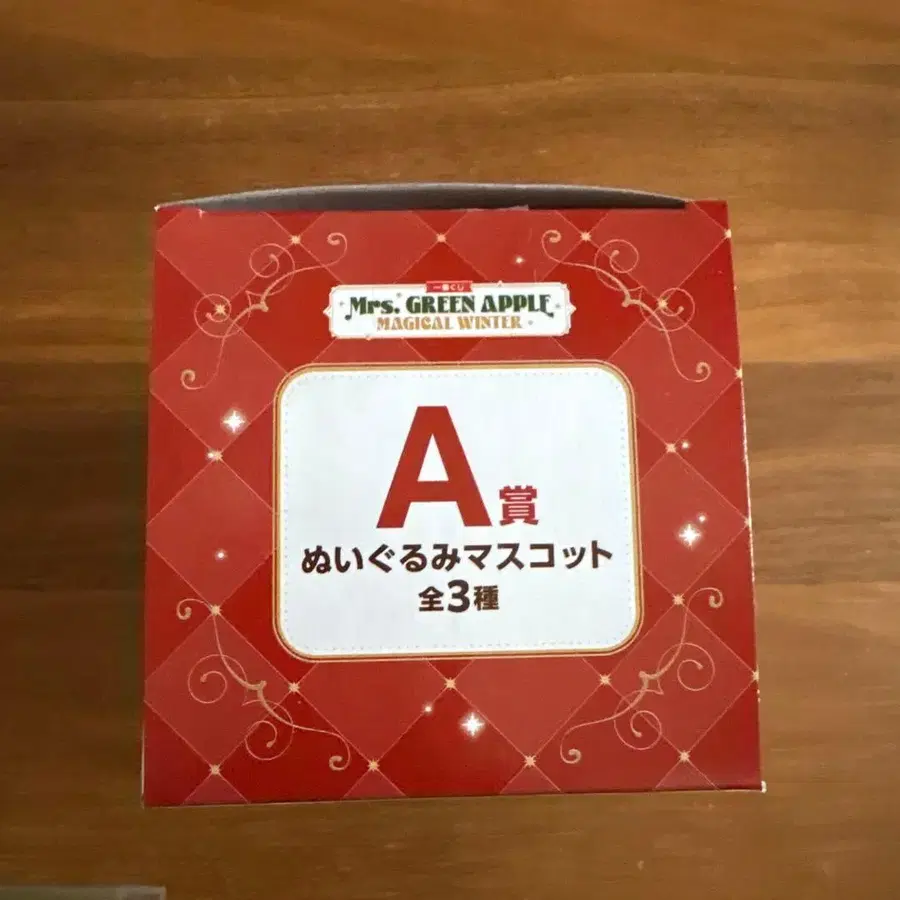 一番くじ
Mrs. GREEN APPLE
MAGICAL WINTER
A賞
ぬいぐるみマスコット
全3種